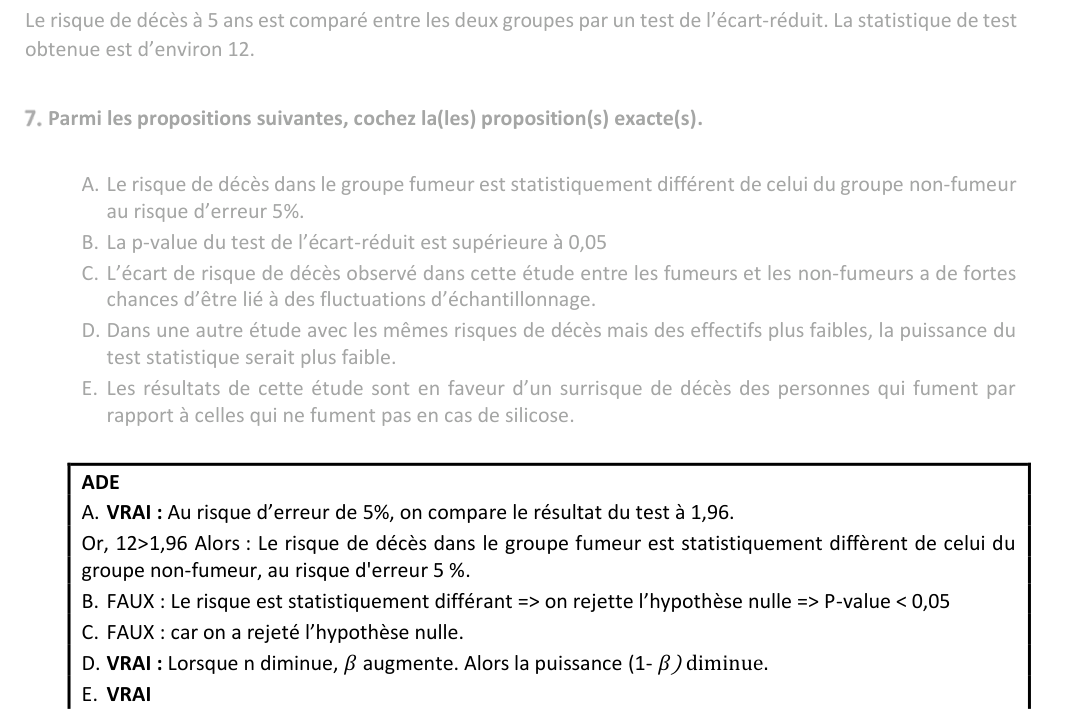 Le risque de décès à 5 ans est comparé entre les deux groupes par un test de l’écart-réduit. La statistique de test
obtenue est d’environ 12.
7. Parmi les propositions suivantes, cochez la(les) proposition(s) exacte(s).
A. Le risque de décès dans le groupe fumeur est statistiquement différent de celui du groupe non-fumeur
au risque d’erreur 5%.
B. La p-value du test de l’écart-réduit est supérieure à 0,05
C. L’écart de risque de décès observé dans cette étude entre les fumeurs et les non-fumeurs a de fortes
chances d’être lié à des fluctuations d’échantillonnage.
D. Dans une autre étude avec les mêmes risques de décès mais des effectifs plus faibles, la puissance du
test statistique serait plus faible.
E. Les résultats de cette étude sont en faveur d’un surrisque de décès des personnes qui fument par
rapport à celles qui ne fument pas en cas de silicose.
ADE
A. VRAI : Au risque d’erreur de 5%, on compare le résultat du test à 1,96.
Or, 12>1,96 Alors : Le risque de décès dans le groupe fumeur est statistiquement diffèrent de celui du
groupe non-fumeur, au risque d'erreur 5 %.
B. FAUX : Le risque est statistiquement différant => on rejette l’hypothèse nulle => P-value < 0,05
C. FAUX : car on a rejeté l’hypothèse nulle.
D. VRAI : Lorsque n diminue, β augmente. Alors la puissance (1- β) diminue.
E. VRAI